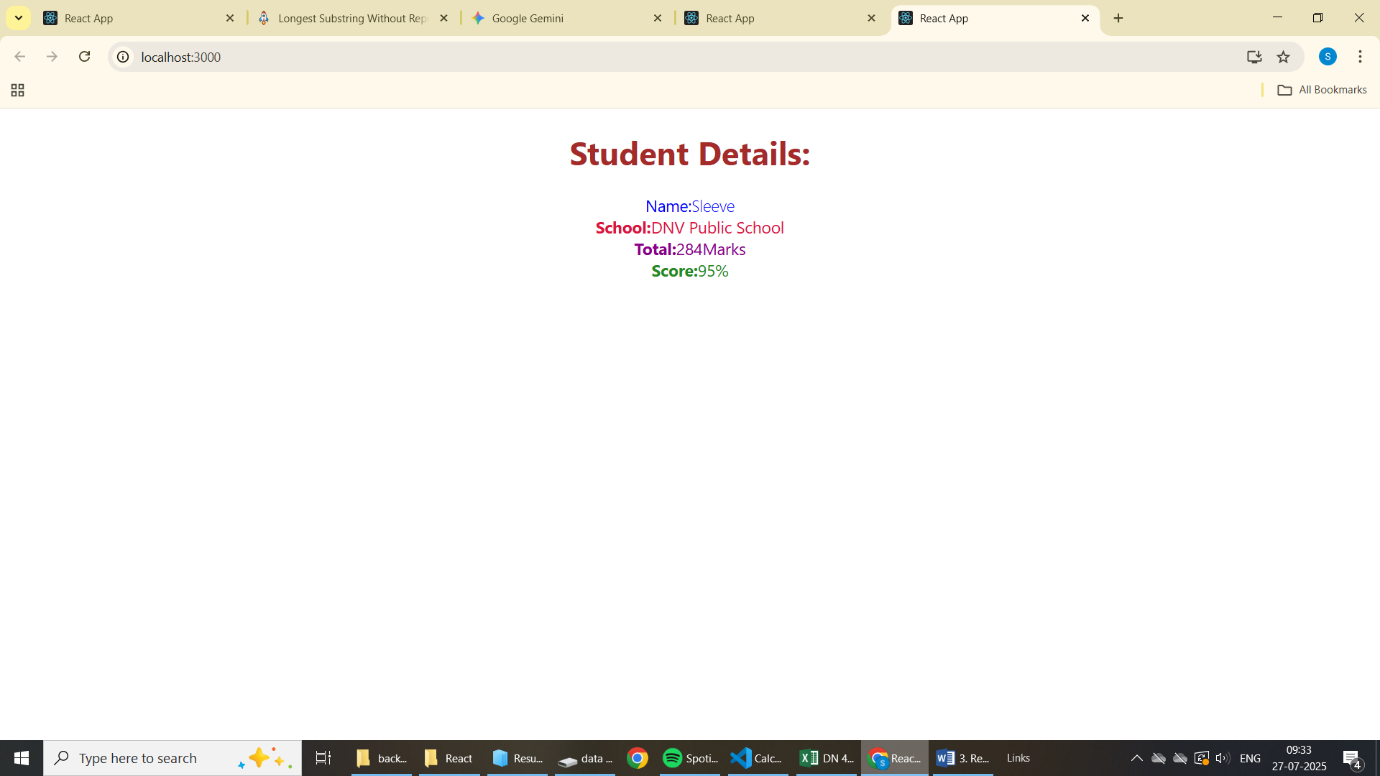 React App
Longest Substring Without Rep
Google Gemini
React App
React App
localhost:3000
S
All Bookmarks
Student Details:
Name:Sleeve
School:DNV Public School
Total:284Marks
Score:95%
Type here to search
back...
React
Resu...
data ...
S
Spoti...
Calc...
DN 4...
Reac...
3. Re...
Links
ENG
09:33
27-07-2025
4